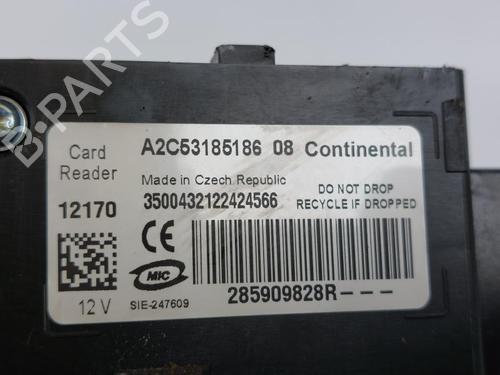 B-PARTS
Card Reader
A2C53185186 08 Continental
Made in Czech Republic
12170
3500432122424566
DO NOT DROP
RECYCLE IF DROPPED
CE
MIC
12 V
SIE-247609
285909828R---